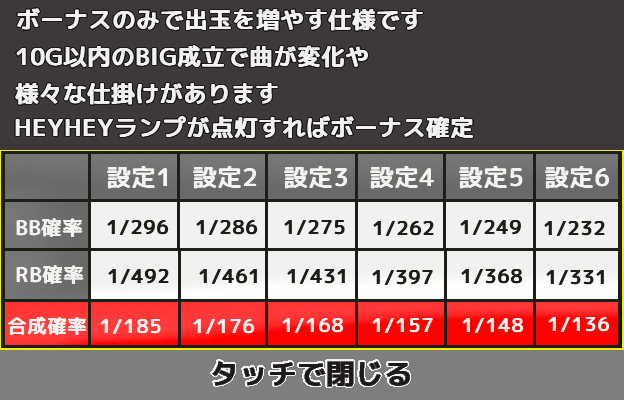 ボーナスのみで出玉を増やす仕様です
10G以内のBIG成立で曲が変化や
様々な仕掛けがあります
HEYHEYランプが点灯すればボーナス確定
設定1 設定2 設定3 設定4 設定5 設定6
BB確率 1/296 1/286 1/275 1/262 1/249 1/232
RB確率 1/492 1/461 1/431 1/397 1/368 1/331
合成確率 1/185 1/176 1/168 1/157 1/148 1/136
タッチで閉じる